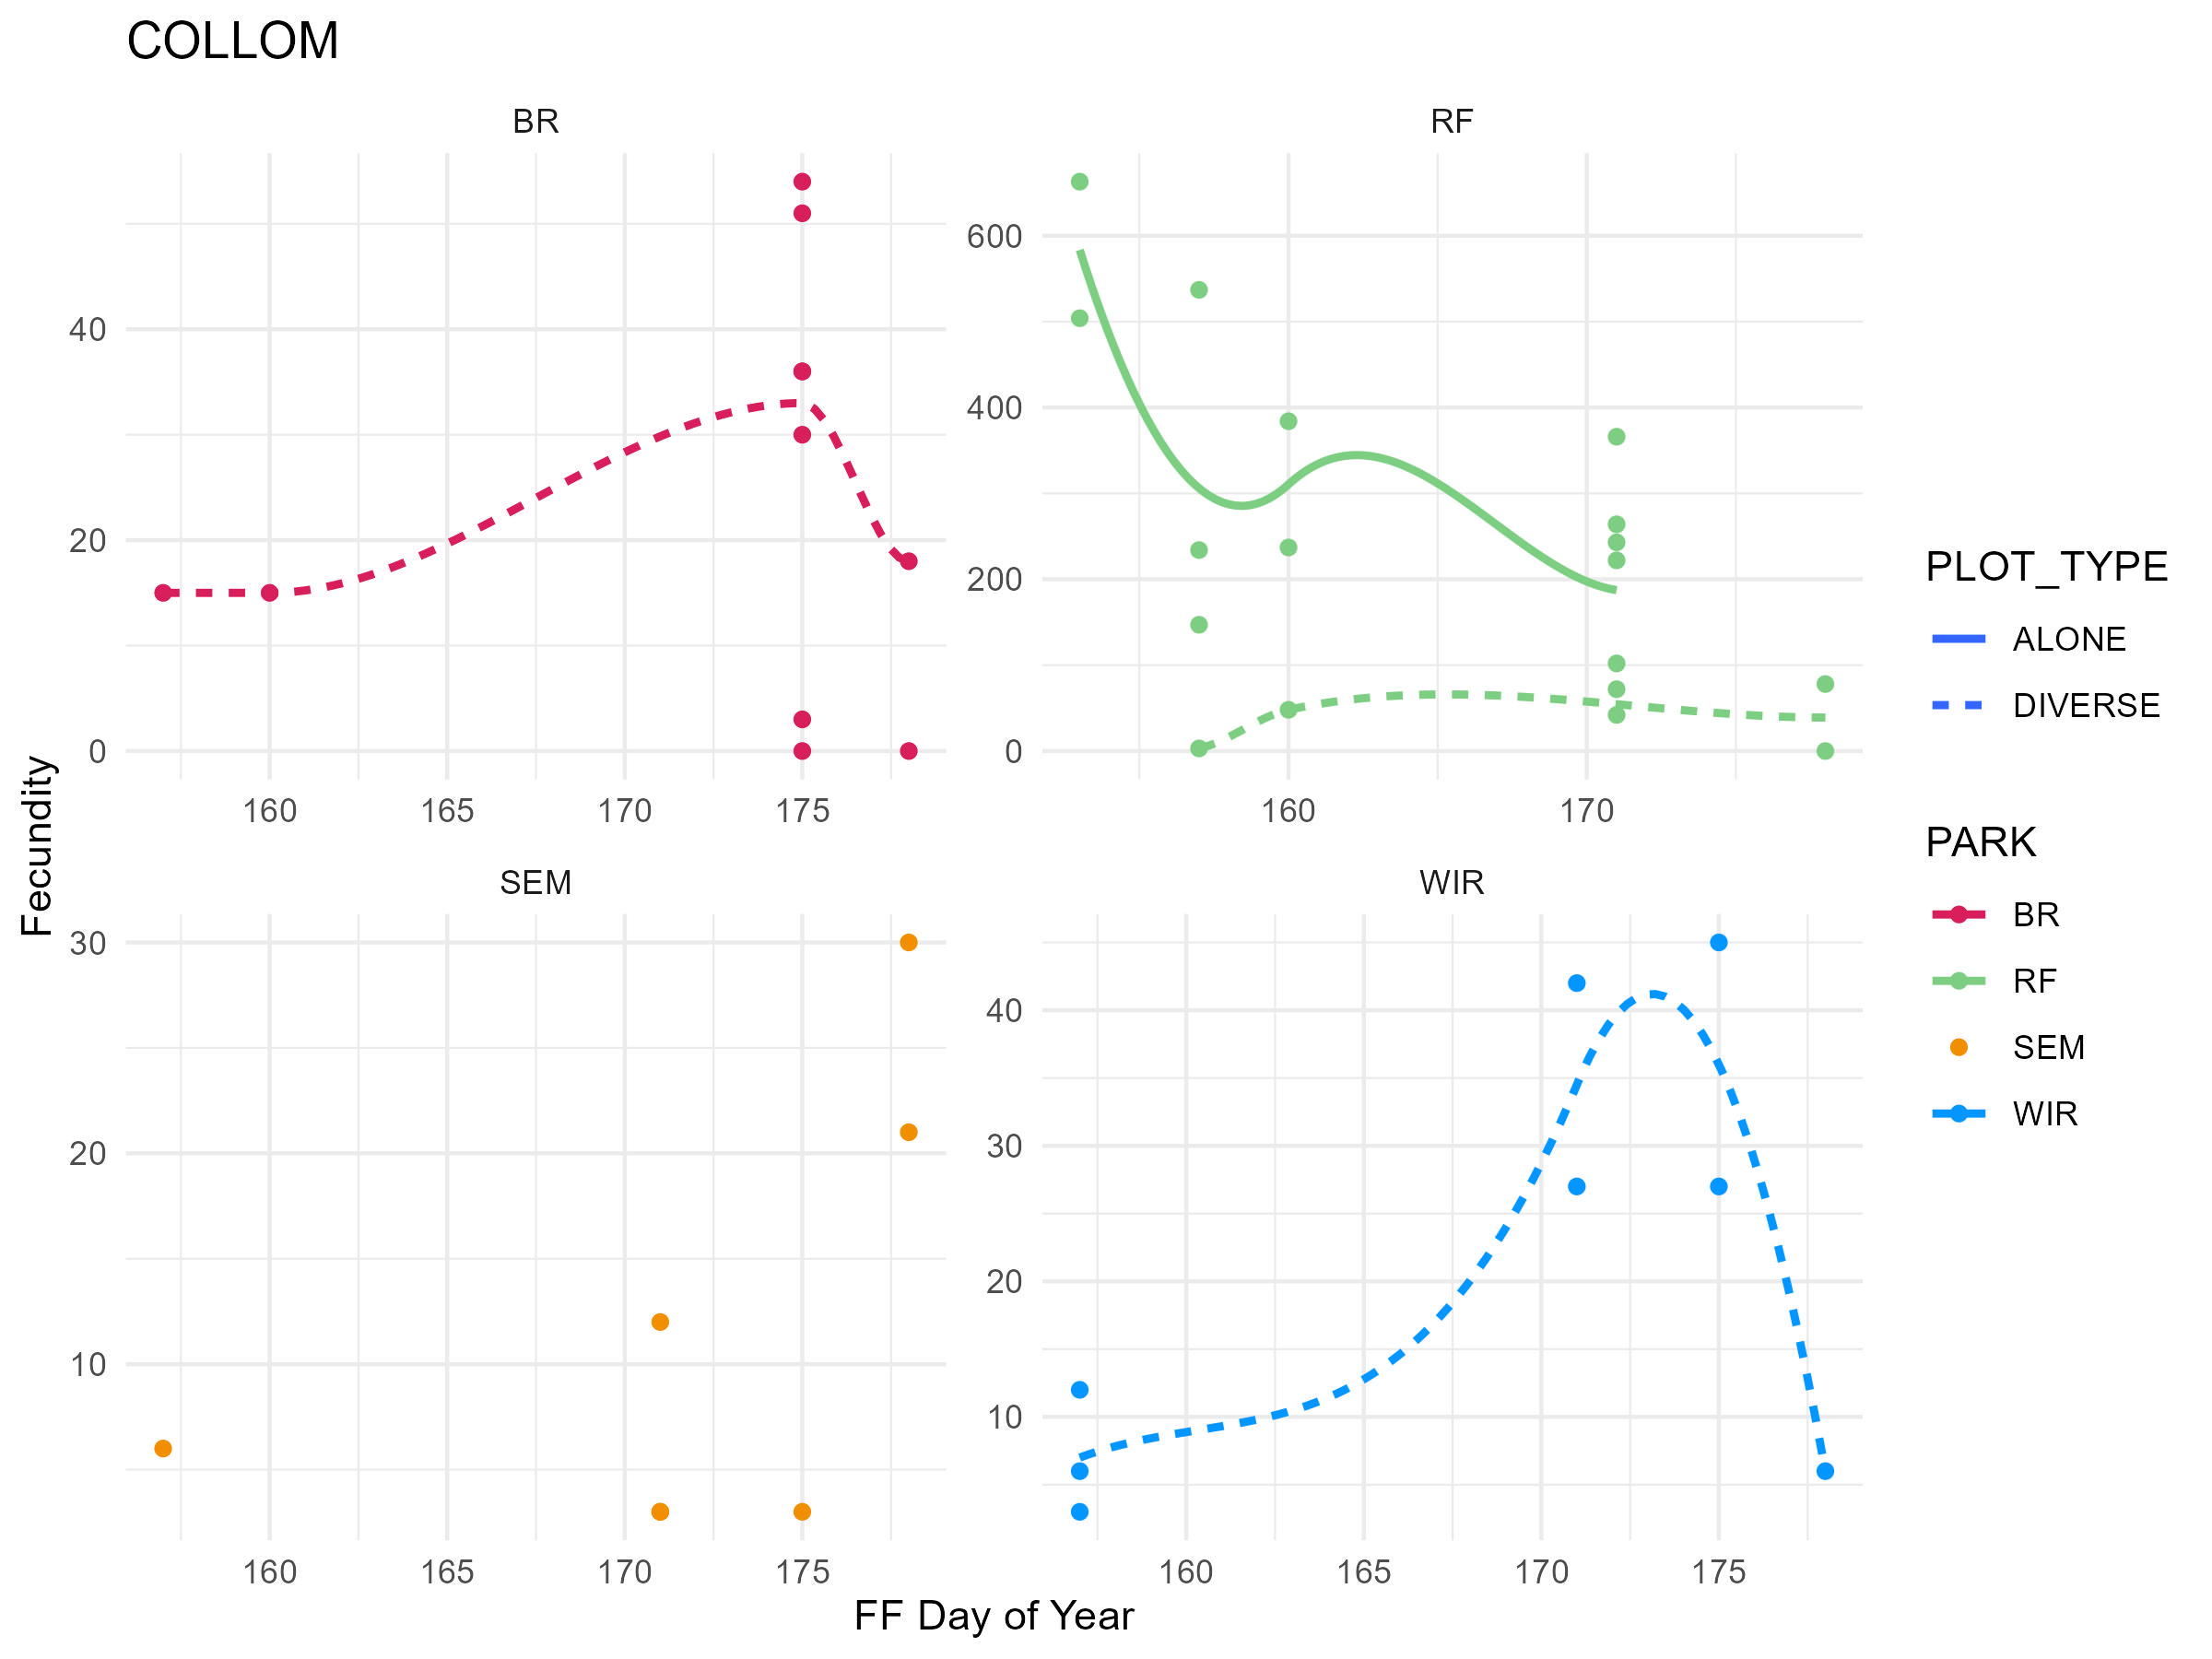 COLLOM
BR
RF
40
20
0
160 165 170 175
600
400
200
0
160 170
SEM
WIR
30
20
10
160 165 170 175
40
30
20
10
160 165 170 175
Fecundity
FF Day of Year
PLOT_TYPE
ALONE
DIVERSE
PARK
BR
RF
SEM
WIR